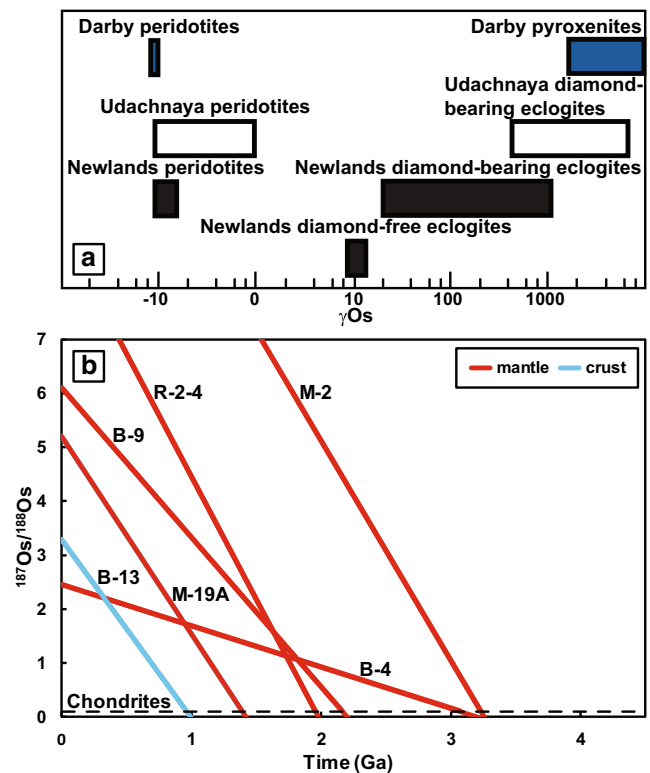 Darby peridotites
Darby pyroxenites
Udachnaya peridotites
Udachnaya diamond-
bearing eclogites
Newlands peridotites
Newlands diamond-bearing eclogites
Newlands diamond-free eclogites
a
-10 0 10 100 1000
γOs
b
mantle crust
7
6
5
4
3
2
1
0
187Os/188Os
R-2-4
M-2
B-9
B-13
M-19A
B-4
Chondrites
0 1 2 3 4
Time (Ga)